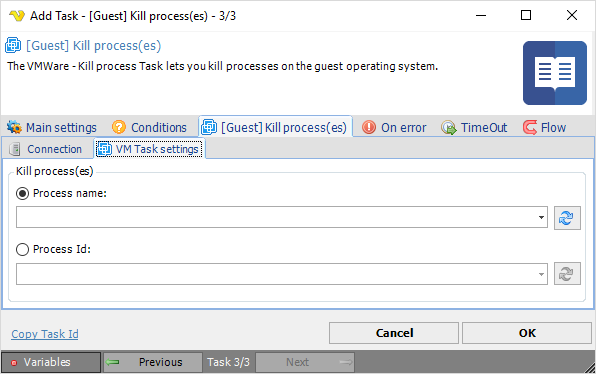 Add Task - [Guest] Kill process(es) - 3/3
[Guest] Kill process(es)
The VMWare - Kill process Task lets you kill processes on the guest operating system.
Main settings Conditions [Guest] Kill process(es) On error TimeOut Flow
Connection VM Task settings
Kill process(es)
Process name:
Process Id:
Copy Task Id Cancel OK
Variables Previous Task 3/3 Next